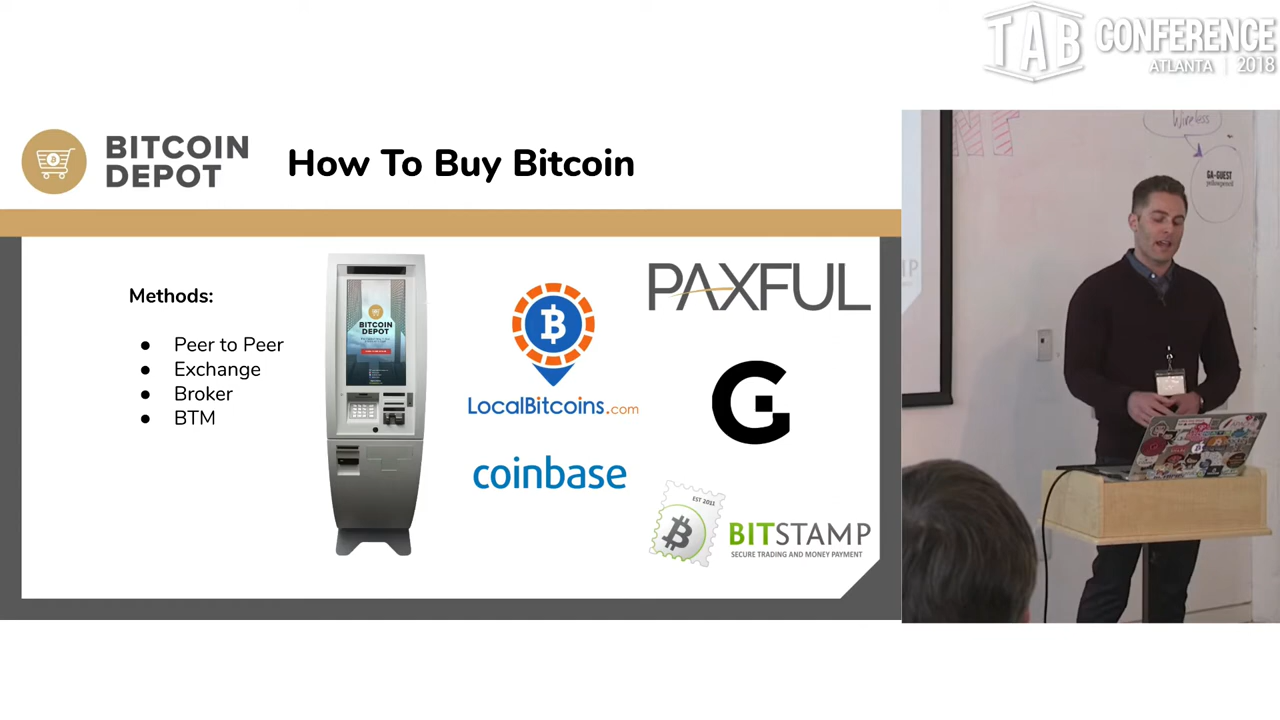 TAB CONFERENCE
ATLANTA | 2018
BITCOIN DEPOT
How To Buy Bitcoin
Methods:
● Peer to Peer
● Exchange
● Broker
● BTM
BITCOIN
DEPOT
LocalBitcoins.com
coinbase
PAXFUL
G
EST 2011
BITSTAMP
SECURE TRADING AND MONEY PAYMENT
Wireless
GA-GUEST
yellowpencil